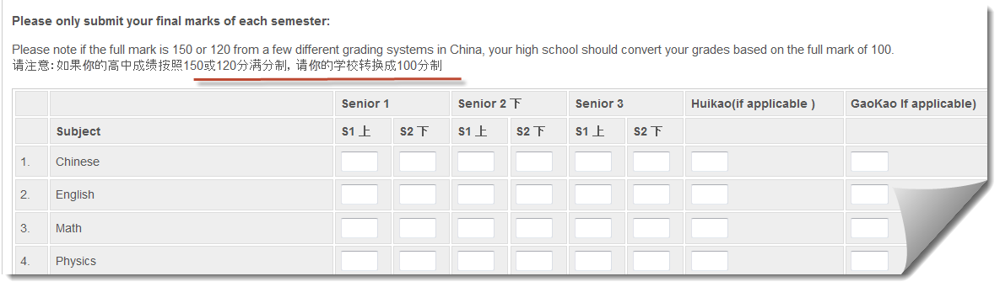 Please only submit your final marks of each semester:
Please note if the full mark is 150 or 120 from a few different grading systems in China, your high school should convert your grades based on the full mark of 100.
请注意: 如果你的高中成绩按照150或120分满分制, 请你的学校转换成100分制
Senior 1 Senior 2 下 Senior 3 Huikao(if applicable ) GaoKao If applicable)
Subject S1 上 S2 下 S1 上 S2 下 S1 上 S2 下
1. Chinese
2. English
3. Math
4. Physics